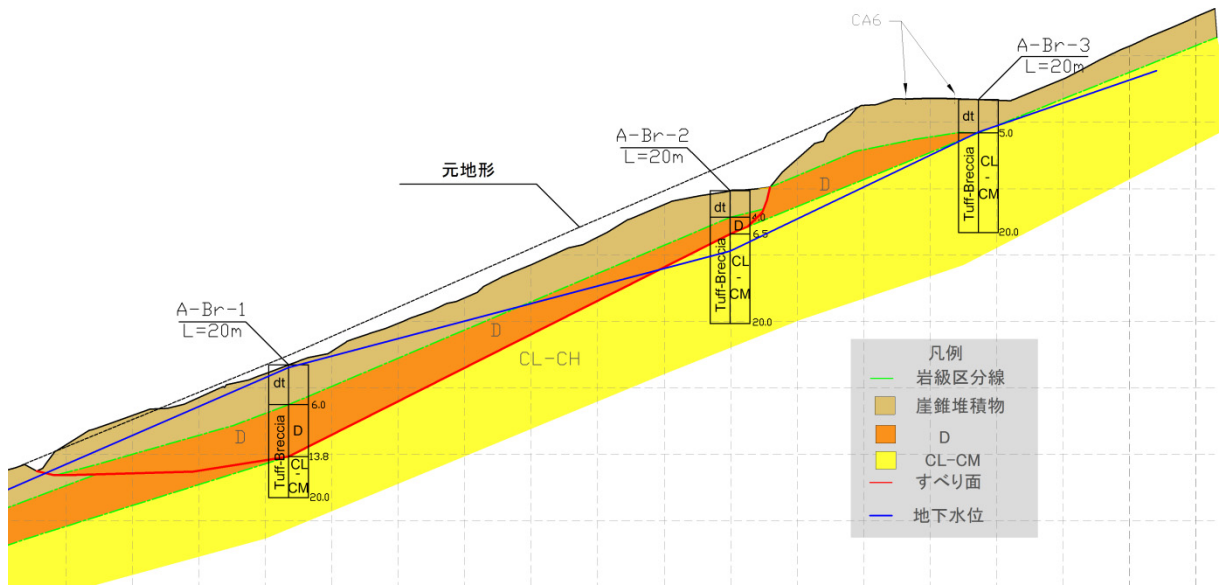 CA6
A-Br-3
L=20m
dt
5.0
Tuff-Breccia
CL
-
CM
20.0
A-Br-2
L=20m
元地形
dt
4.0
D
6.5
Tuff-Breccia
CL
-
CM
20.0
D
A-Br-1
L=20m
dt
6.0
D
Tuff-Breccia
13.8
CL
-
CM
20.0
D
D
CL-CH
凡例
岩級区分線
崖錐堆積物
D
CL-CM
すべり面
地下水位